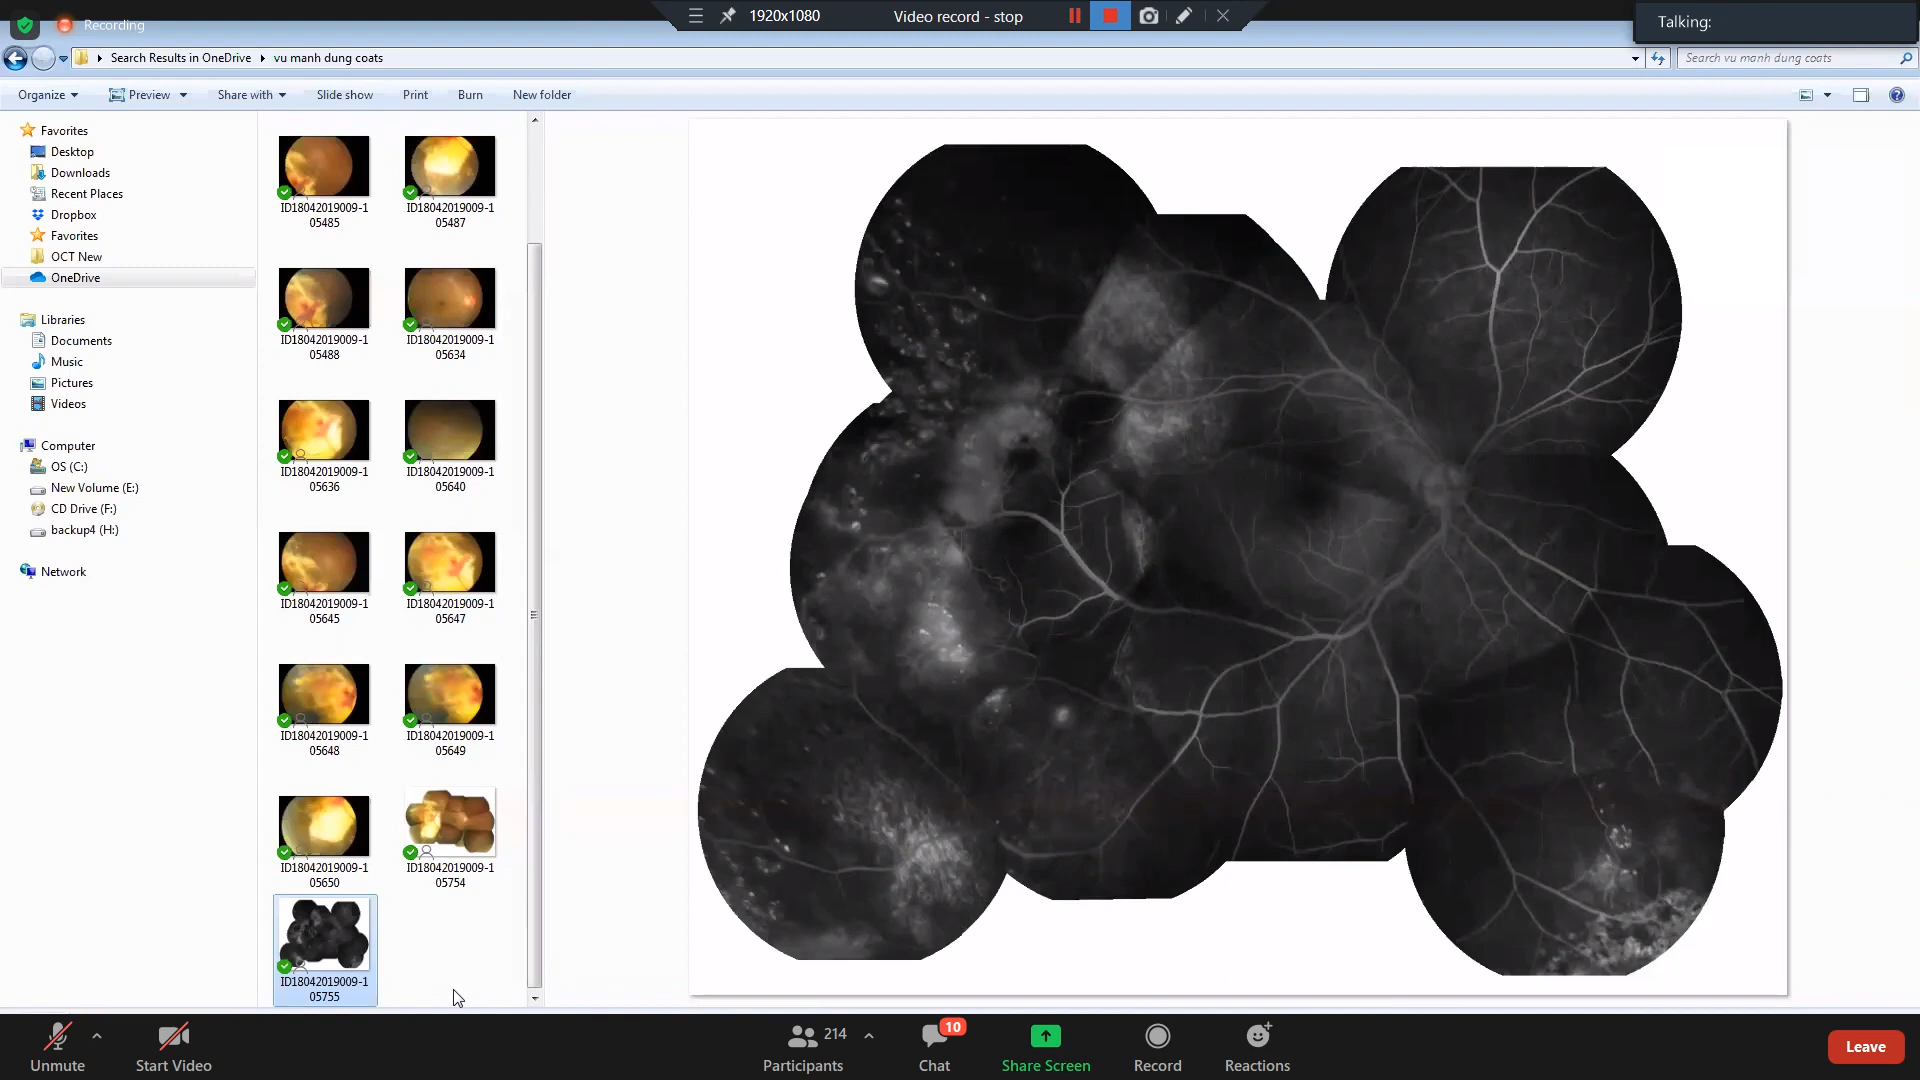 Recording
1920x1080
Video record - stop
Talking:
Search Results in OneDrive
vu manh dung coats
Search vu manh dung coats
Organize
Preview
Share with
Slide show
Print
Burn
New folder
Favorites
Desktop
Downloads
Recent Places
Dropbox
Favorites
OCT New
OneDrive
Libraries
Documents
Music
Pictures
Videos
Computer
OS (C:)
New Volume (E:)
CD Drive (F:)
backup4 (H:)
Network
ID18042019009-1
05485
ID18042019009-1
05487
ID18042019009-1
05488
ID18042019009-1
05634
ID18042019009-1
05636
ID18042019009-1
05640
ID18042019009-1
05645
ID18042019009-1
05647
ID18042019009-1
05648
ID18042019009-1
05649
ID18042019009-1
05650
ID18042019009-1
05754
ID18042019009-1
05755
Unmute
Start Video
214
Participants
10
Chat
Share Screen
Record
Reactions
Leave